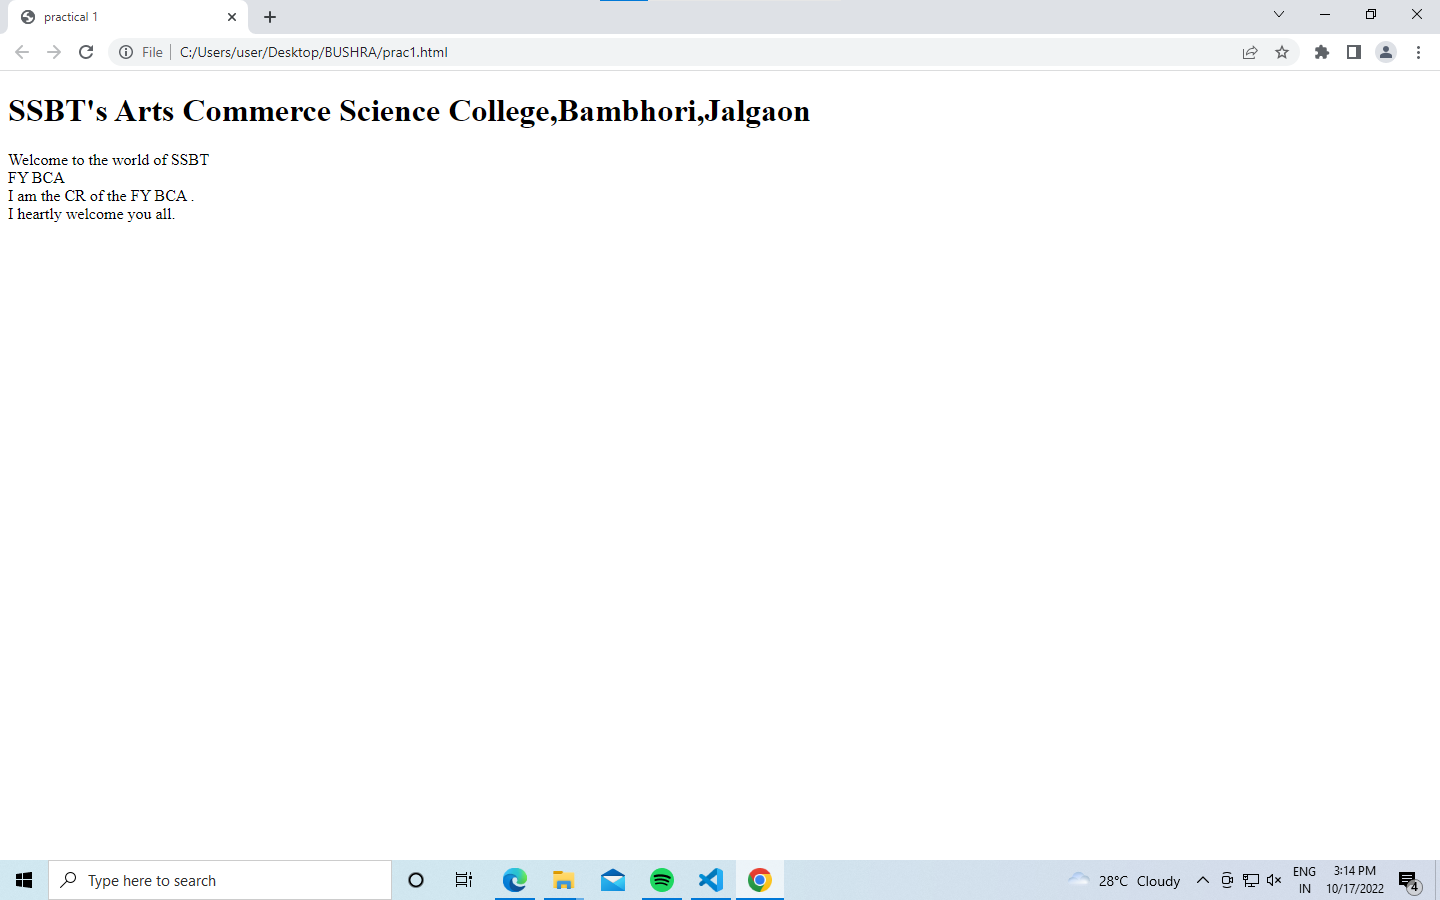 practical 1
File
C:/Users/user/Desktop/BUSHRA/prac1.html
SSBT's Arts Commerce Science College,Bambhori,Jalgaon
Welcome to the world of SSBT
FY BCA
I am the CR of the FY BCA .
I heartly welcome you all.
Type here to search
28°C Cloudy
ENG
IN
3:14 PM
10/17/2022
4